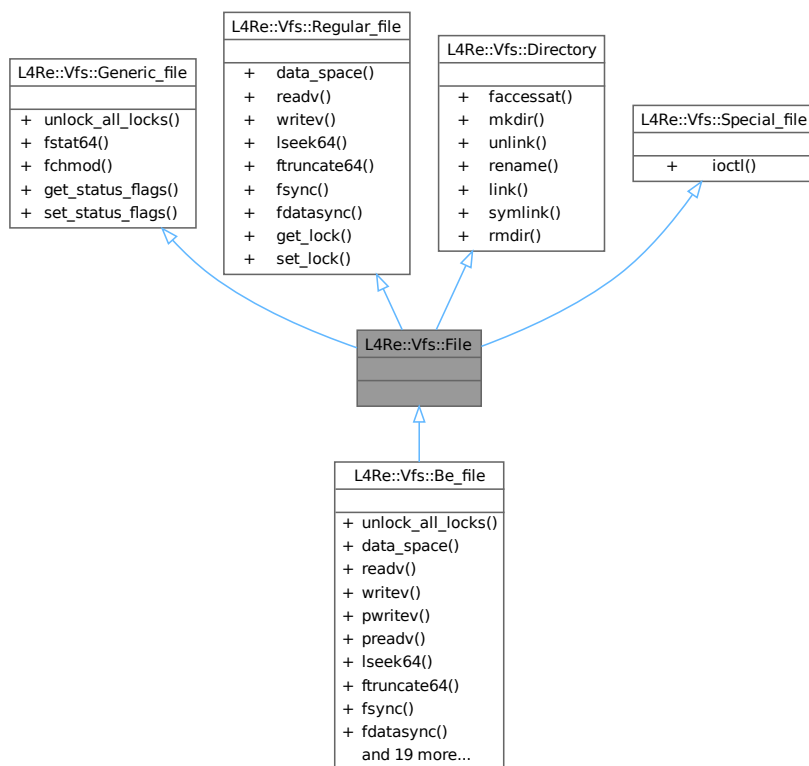 L4Re::Vfs::Generic_file
+ unlock_all_locks()
+ fstat64()
+ fchmod()
+ get_status_flags()
+ set_status_flags()
L4Re::Vfs::Regular_file
+ data_space()
+ readv()
+ writev()
+ lseek64()
+ ftruncate64()
+ fsync()
+ fdatasync()
+ get_lock()
+ set_lock()
L4Re::Vfs::Directory
+ faccessat()
+ mkdir()
+ unlink()
+ rename()
+ link()
+ symlink()
+ rmdir()
L4Re::Vfs::Special_file
+ ioctl()
L4Re::Vfs::File
L4Re::Vfs::Be_file
+ unlock_all_locks()
+ data_space()
+ readv()
+ writev()
+ pwritev()
+ preadv()
+ lseek64()
+ ftruncate64()
+ fsync()
+ fdatasync()
and 19 more...